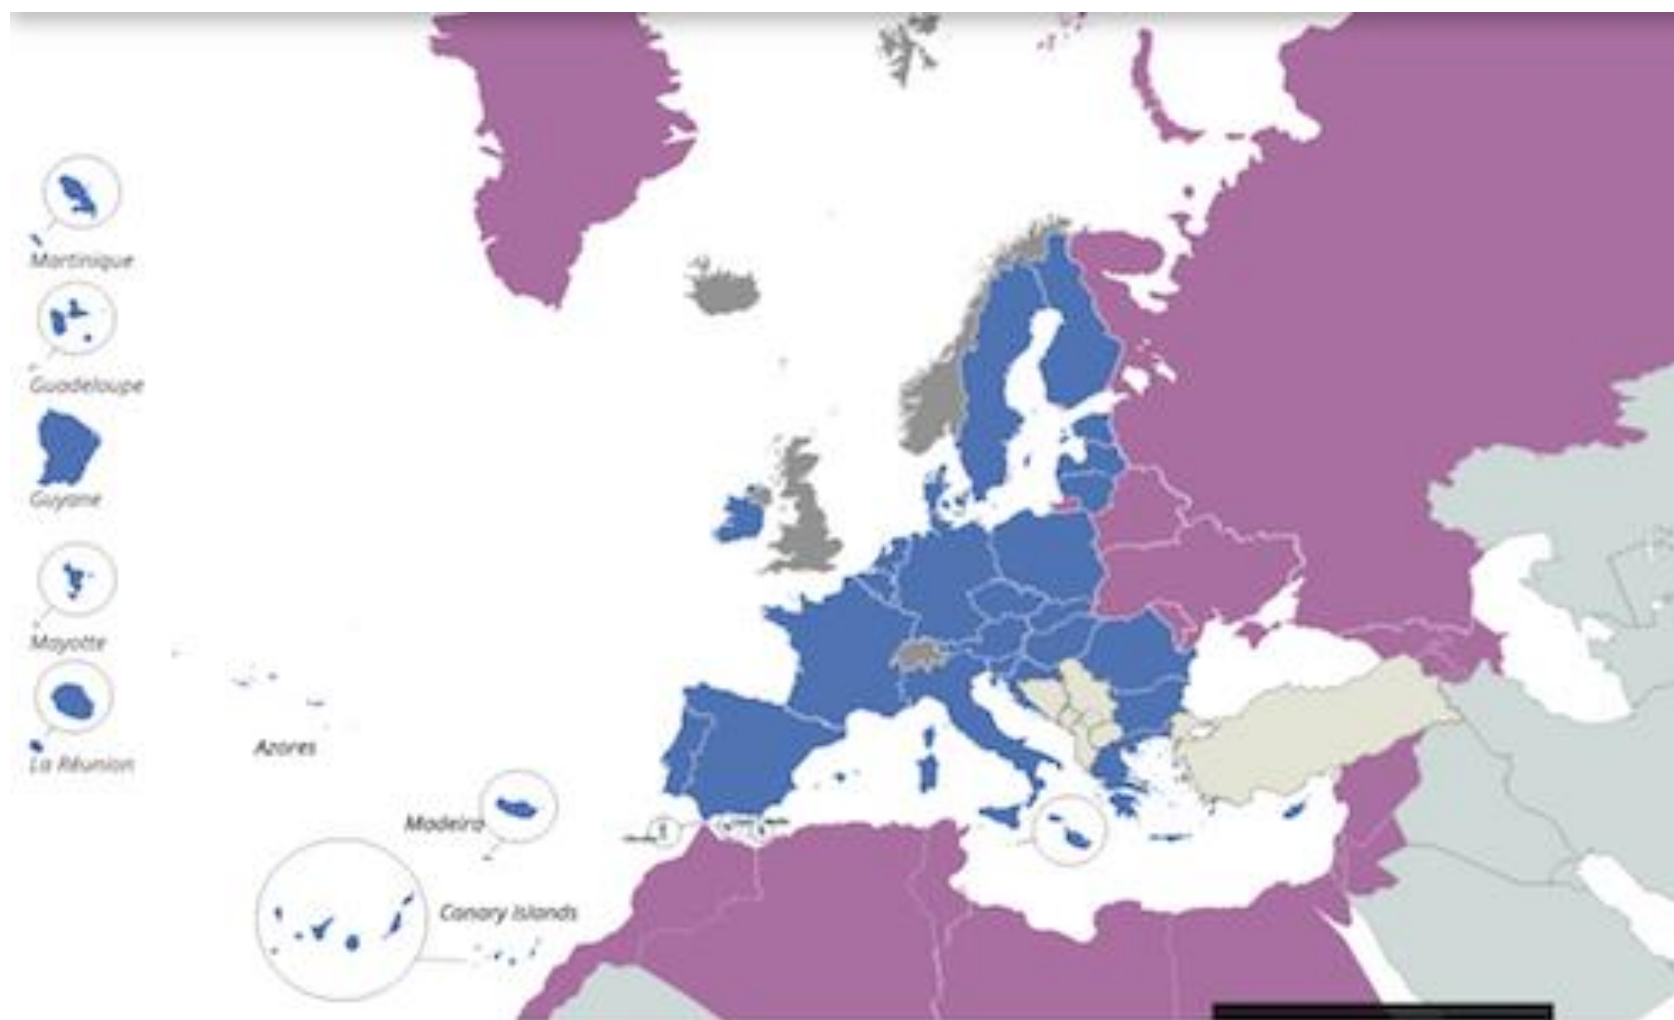 Martinique
Guadeloupe
Guyane
Mayotte
La Réunion
Azores
Madeira
Canary Islands